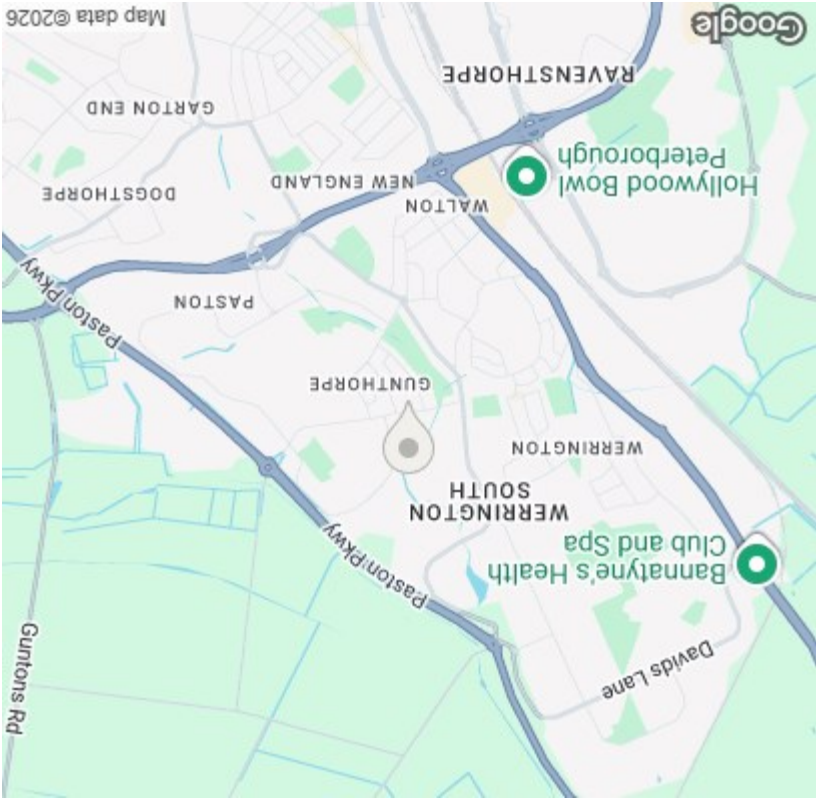 Davids Lane
Bannatyne's Health
Club and Spa
Guntons Rd
Paston Pkwy
WERRINGTON
SOUTH
WERRINGTON
GUNTHORPE
PASTON
Paston Pkwy
WALTON
DOGSTHORPE
NEW ENGLAND
Hollywood Bowl
Peterborough
GARTON END
RAVENSTHORPE
Google
Map data ©2026